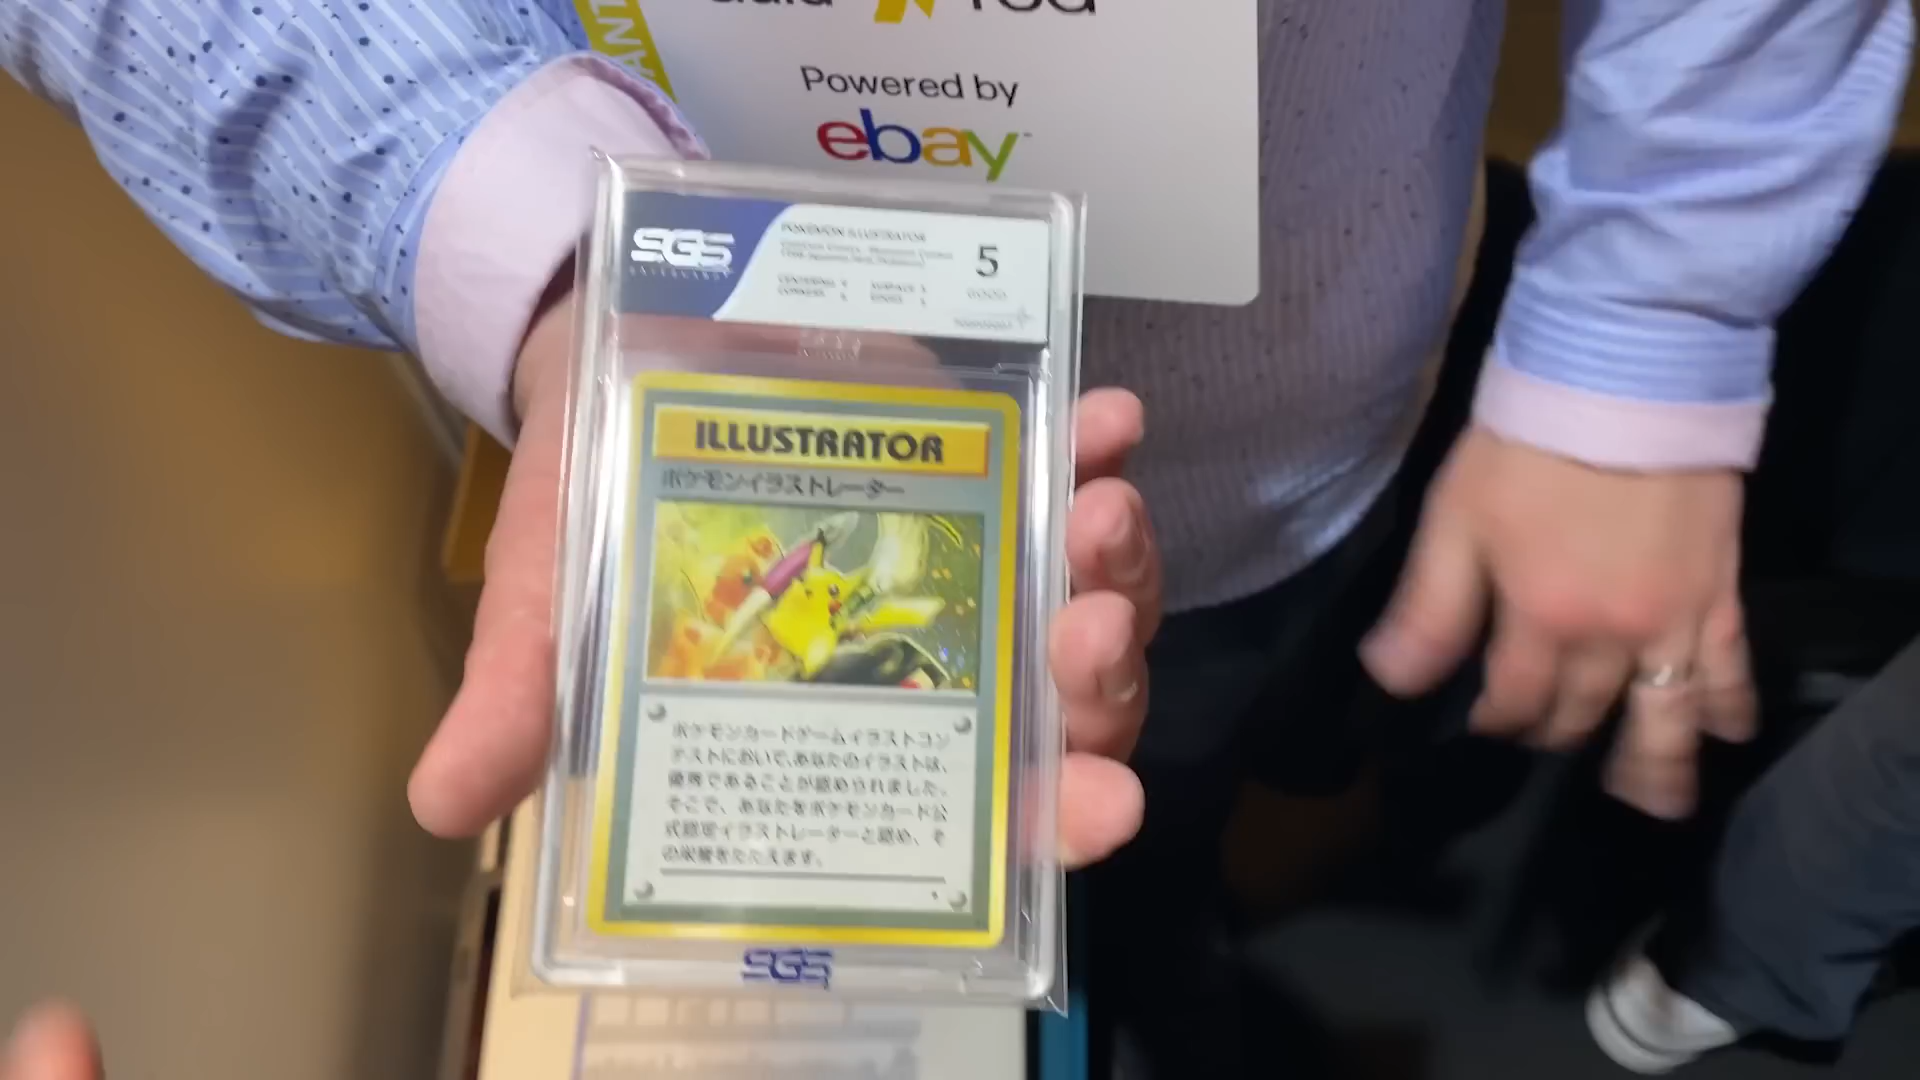 Powered by
ebay
SGS
POKEMON ILLUSTRATOR
5
GOOD
ILLUSTRATOR
ポケモンイラストレーター
ポケモンカードゲームイラストコン
テストにおいて、あなたのイラストは、
優秀であることが認められました。
そこで、あなたをポケモンカード公
式認定イラストレーターと認め、そ
の栄誉をたたえます。
SGS